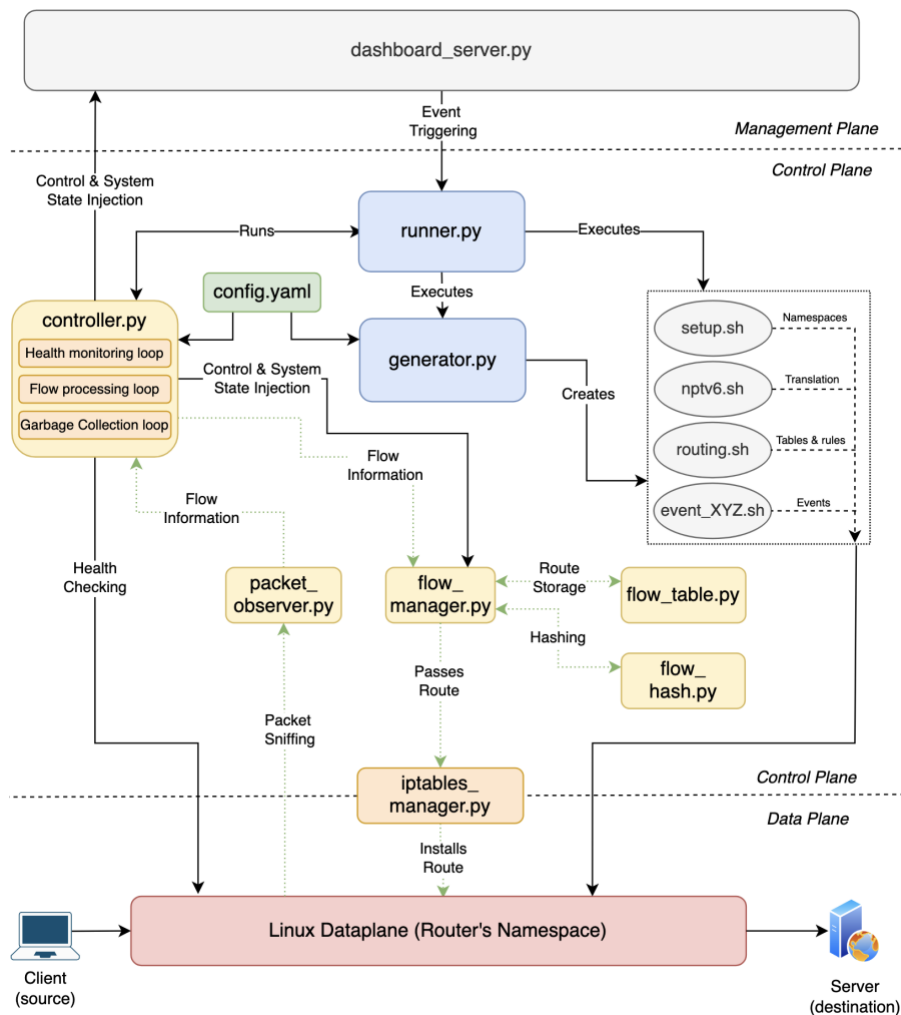 dashboard_server.py
Event
Triggering
Management Plane
Control Plane
Control & System
State Injection
runner.py
Runs
Executes
config.yaml
Executes
controller.py
Health monitoring loop
Flow processing loop
Garbage Collection loop
generator.py
Control & System
State Injection
Creates
setup.sh
Namespaces
nptv6.sh
Translation
routing.sh
Tables & rules
event_XYZ.sh
Events
Flow
Information
Flow
Information
Health
Checking
packet_
observer.py
flow_
manager.py
Route
Storage
flow_table.py
Hashing
flow_
hash.py
Passes
Route
Packet
Sniffing
iptables_
manager.py
Control Plane
Data Plane
Installs
Route
Linux Dataplane (Router's Namespace)
Client
(source)
Server
(destination)